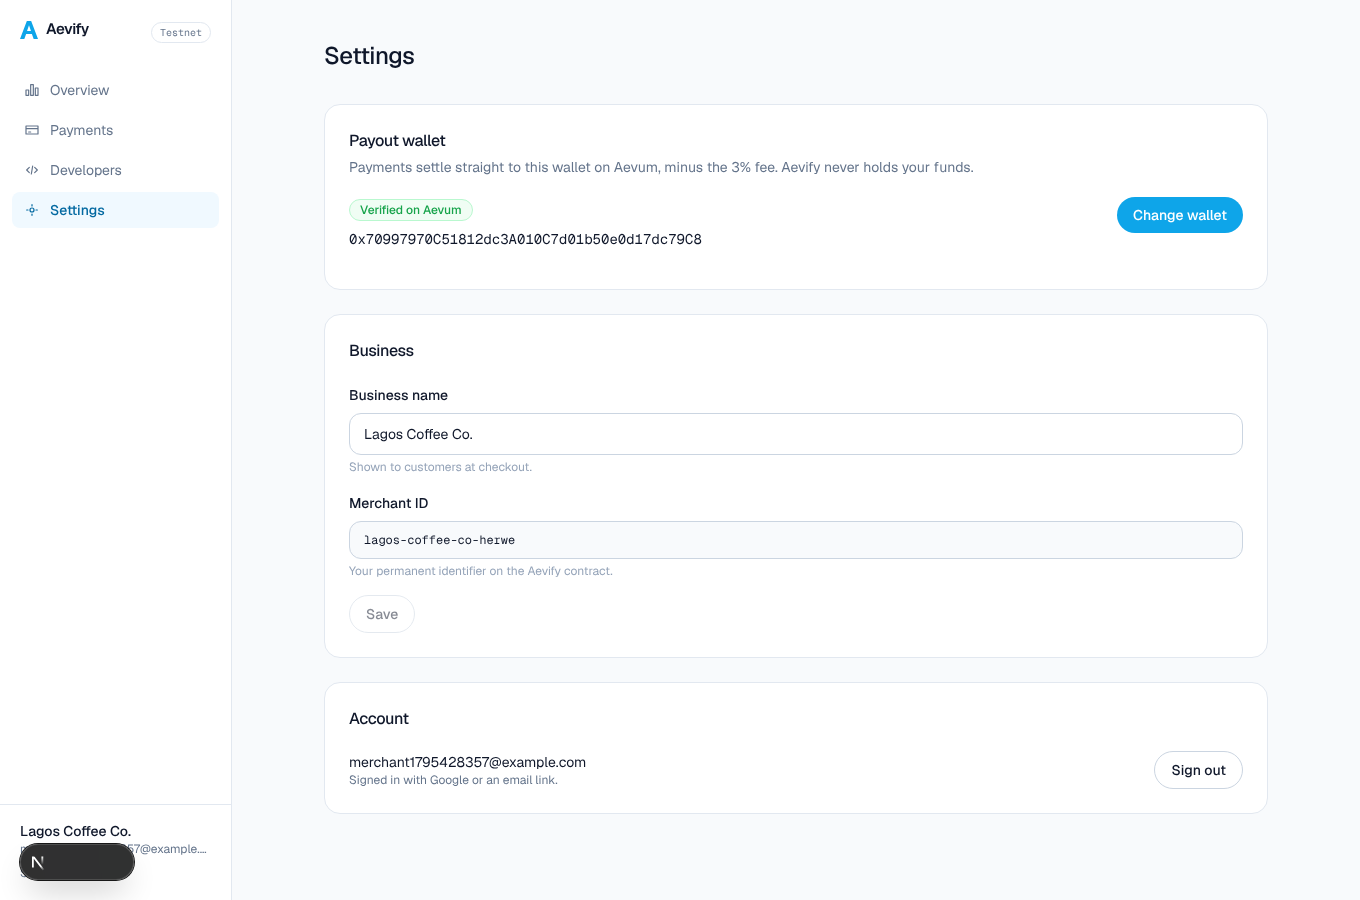 Aevify
Testnet
Overview
Payments
Developers
Settings
Settings
Payout wallet
Payments settle straight to this wallet on Aevum, minus the 3% fee. Aevify never holds your funds.
Verified on Aevum
0x70997970C51812dc3A010C7d01b50e0d17dc79C8
Change wallet
Business
Business name
Lagos Coffee Co.
Shown to customers at checkout.
Merchant ID
lagos-coffee-co-herwe
Your permanent identifier on the Aevify contract.
Save
Account
merchant1795428357@example.com
Signed in with Google or an email link.
Sign out
Lagos Coffee Co.
57@example....
N